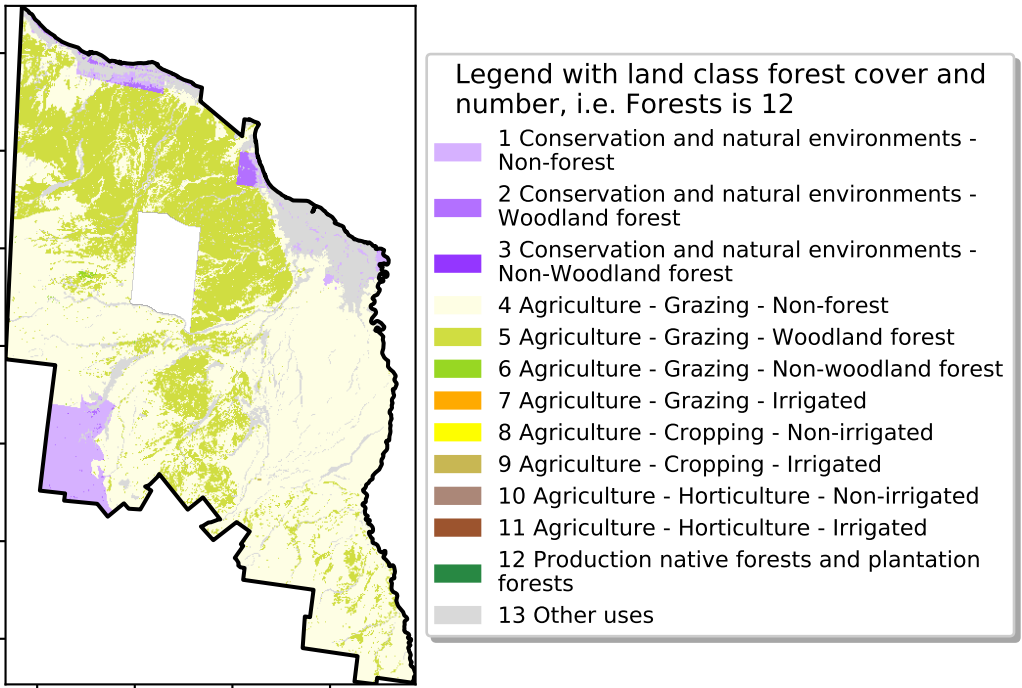 Legend with land class forest cover and
number, i.e. Forests is 12
1 Conservation and natural environments -
Non-forest
2 Conservation and natural environments -
Woodland forest
3 Conservation and natural environments -
Non-Woodland forest
4 Agriculture - Grazing - Non-forest
5 Agriculture - Grazing - Woodland forest
6 Agriculture - Grazing - Non-woodland forest
7 Agriculture - Grazing - Irrigated
8 Agriculture - Cropping - Non-irrigated
9 Agriculture - Cropping - Irrigated
10 Agriculture - Horticulture - Non-irrigated
11 Agriculture - Horticulture - Irrigated
12 Production native forests and plantation
forests
13 Other uses